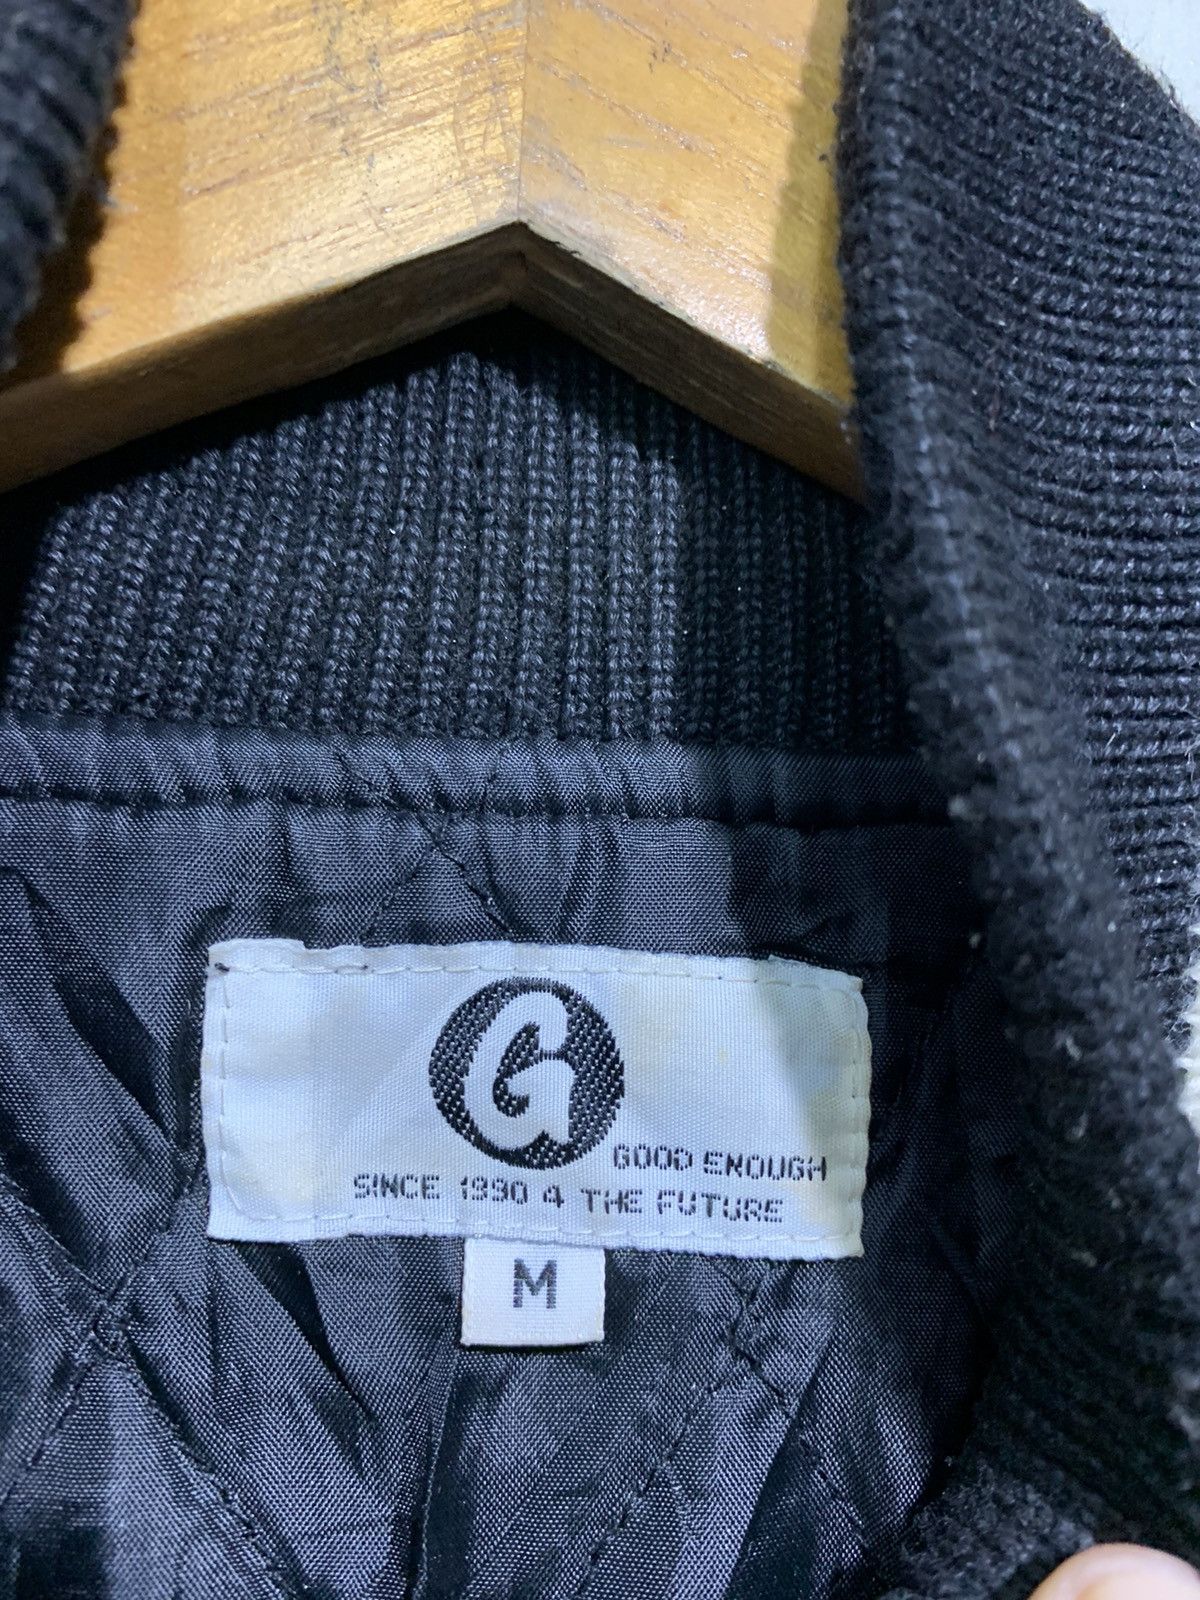 G
GOOD ENOUGH
SINCE 1990 4 THE FUTURE
M